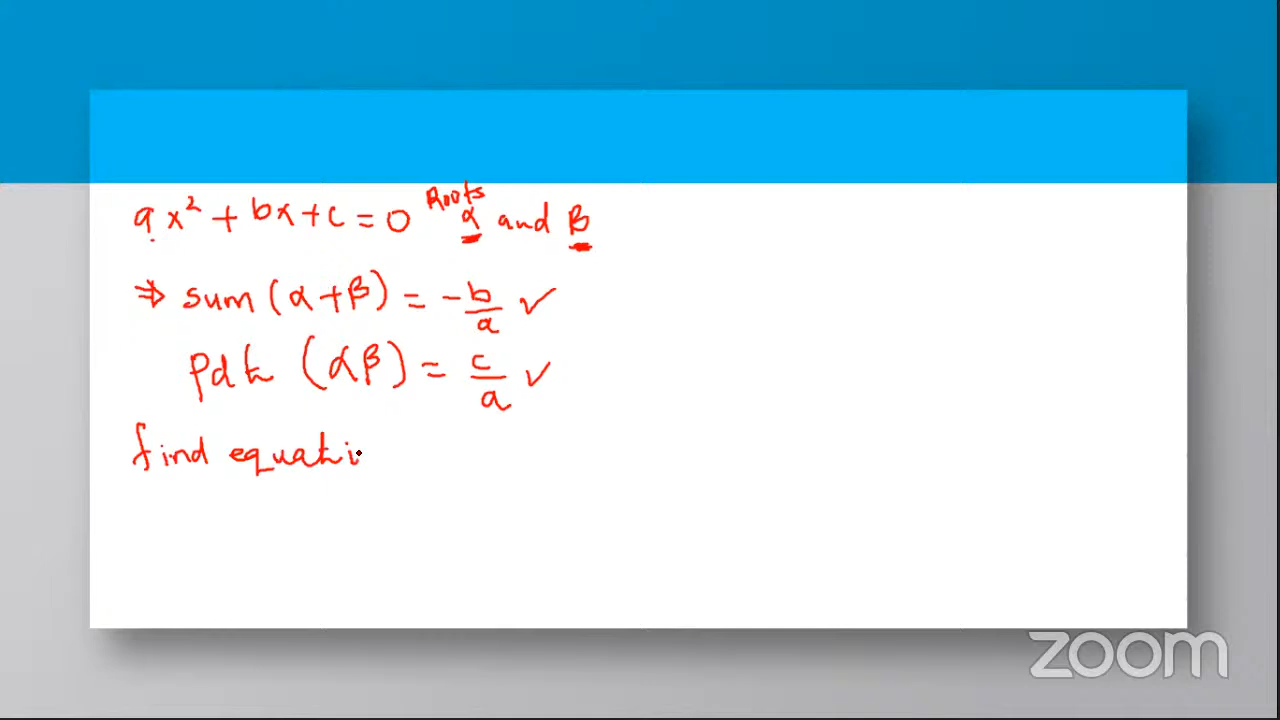 ax² + bx + c = 0 Roots α and β
⇒ sum (α + β) = -b/a ✓
pdt (αβ) = c/a ✓
find equati
zoom